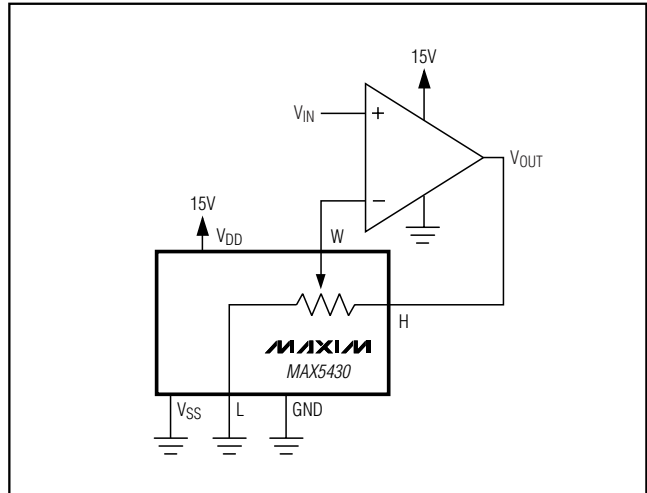 15V
VIN
+
VOUT
−
15V
VDD
W
H
MAXIM
MAX5430
VSS
L
GND